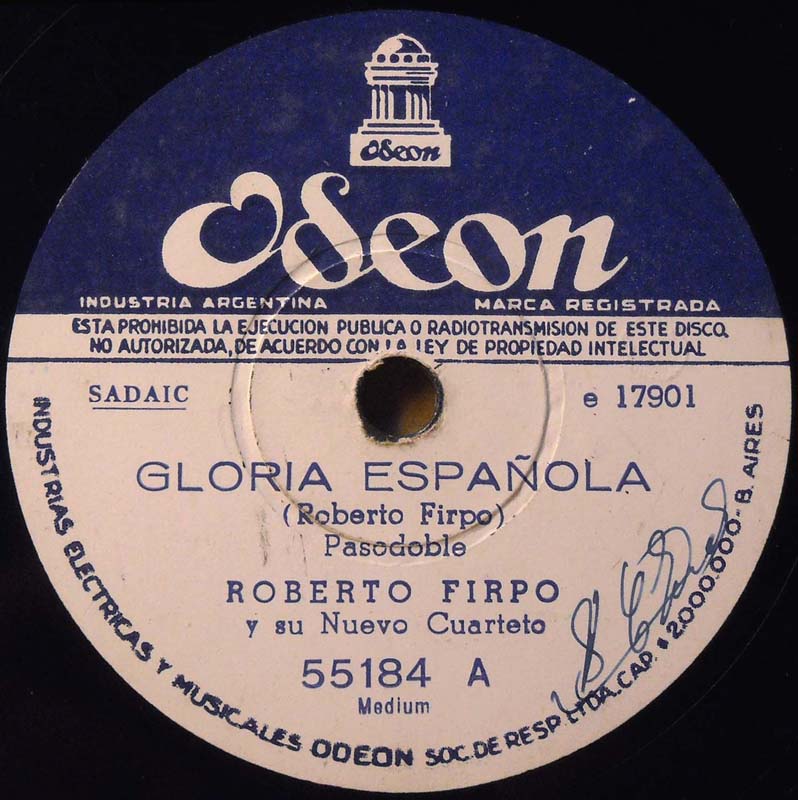 Odeon
Odeon
INDUSTRIA ARGENTINA MARCA REGISTRADA
ESTA PROHIBIDA LA EJECUCION PUBLICA O RADIOTRANSMISION DE ESTE DISCO,
NO AUTORIZADA, DE ACUERDO CON LA LEY DE PROPIEDAD INTELECTUAL
SADAIC e 17901
GLORIA ESPAÑOLA
(Roberto Firpo)
Pasodoble
ROBERTO FIRPO
y su Nuevo Cuarteto
55184 A
Medium
INDUSTRIAS ELECTRICAS Y MUSICALES ODEON SOC. DE RESP. LTDA. CAP. $ 2.000.000 - B. AIRES